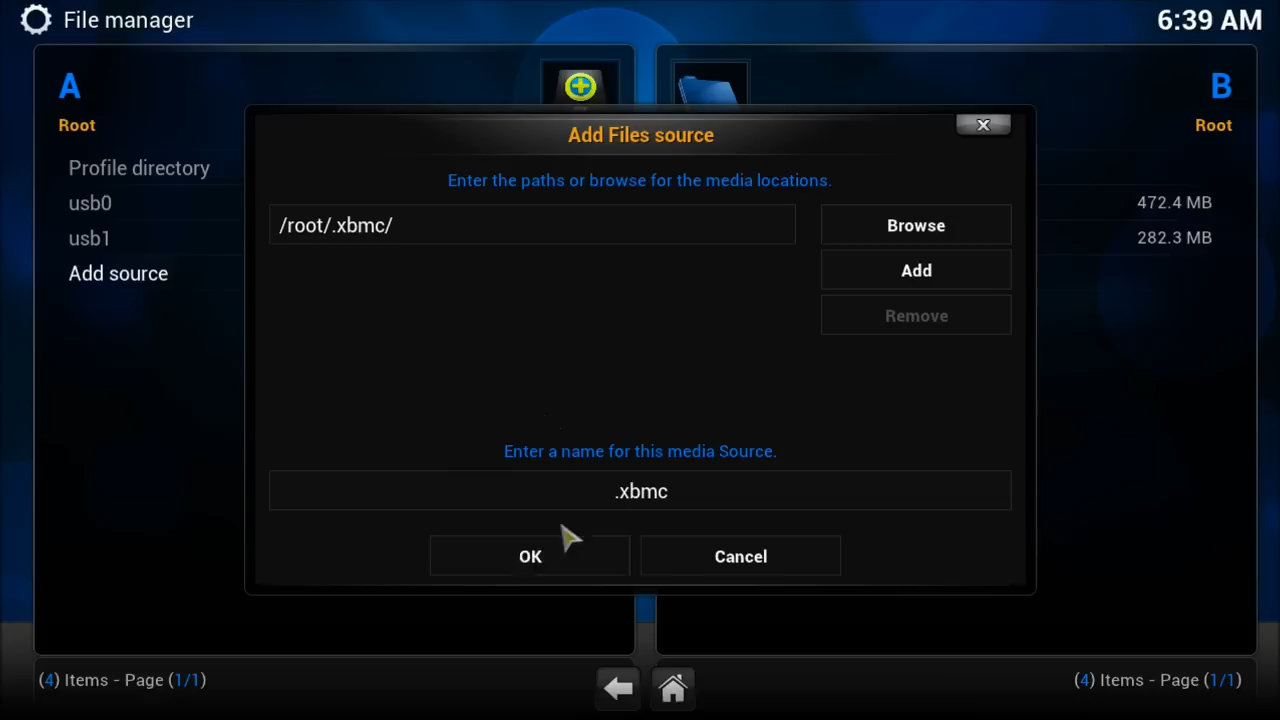 File manager
6:39 AM
A
B
Root
Root
Add Files source
X
Enter the paths or browse for the media locations.
Profile directory
usb0
472.4 MB
usb1
282.3 MB
Add source
/root/.xbmc/
Browse
Add
Remove
Enter a name for this media Source.
.xbmc
OK
Cancel
(4) Items - Page (1/1)
(4) Items - Page (1/1)